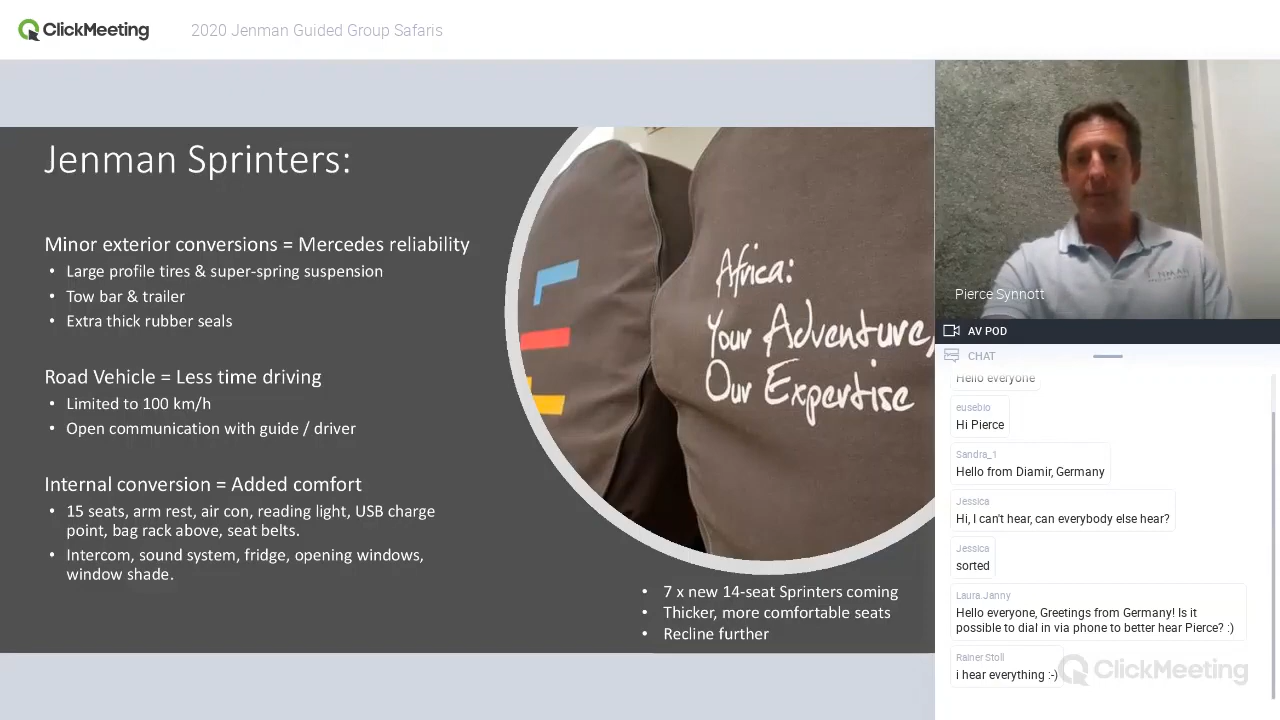 ClickMeeting
2020 Jenman Guided Group Safaris
Jenman Sprinters:
Minor exterior conversions = Mercedes reliability
• Large profile tires & super-spring suspension
• Tow bar & trailer
• Extra thick rubber seals
Road Vehicle = Less time driving
• Limited to 100 km/h
• Open communication with guide / driver
Internal conversion = Added comfort
• 15 seats, arm rest, air con, reading light, USB charge
point, bag rack above, seat belts.
• Intercom, sound system, fridge, opening windows,
window shade.
Africa:
Your Adventure,
Our Expertise
• 7 x new 14-seat Sprinters coming
• Thicker, more comfortable seats
• Recline further
Pierce Synnott
AV POD
CHAT
Hello everyone
eusebio
Hi Pierce
Sandra_1
Hello from Diamir, Germany
Jessica
Hi, I can't hear, can everybody else hear?
Jessica
sorted
Laura.Janny
Hello everyone, Greetings from Germany! Is it
possible to dial in via phone to better hear Pierce? :)
Rainer Stoll
i hear everything :-)
ClickMeeting